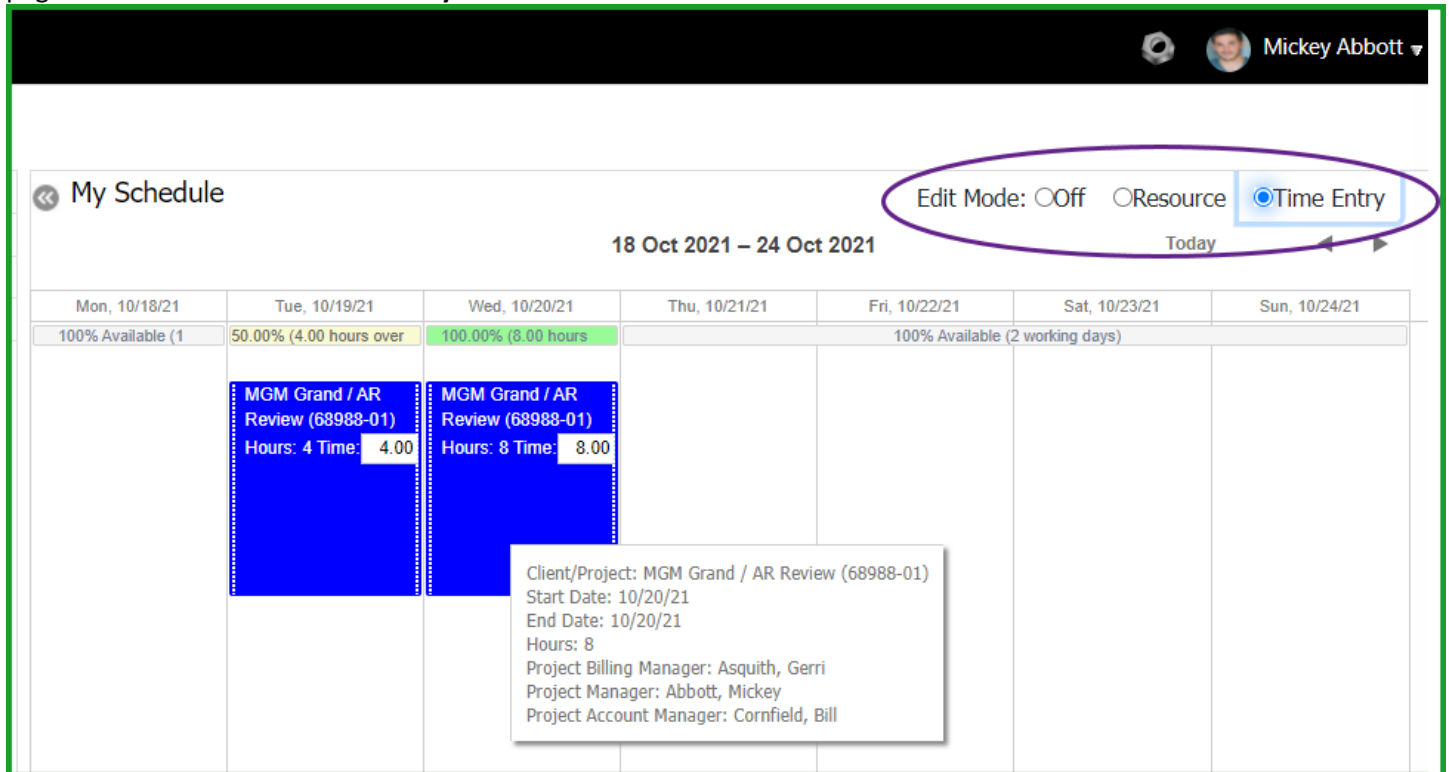 Mickey Abbott
My Schedule
Edit Mode: Off Resource Time Entry
18 Oct 2021 – 24 Oct 2021 Today
Mon, 10/18/21 Tue, 10/19/21 Wed, 10/20/21 Thu, 10/21/21 Fri, 10/22/21 Sat, 10/23/21 Sun, 10/24/21
100% Available (1 50.00% (4.00 hours over 100.00% (8.00 hours 100% Available (2 working days)
MGM Grand / AR
Review (68988-01)
Hours: 4 Time: 4.00
MGM Grand / AR
Review (68988-01)
Hours: 8 Time: 8.00
Client/Project: MGM Grand / AR Review (68988-01)
Start Date: 10/20/21
End Date: 10/20/21
Hours: 8
Project Billing Manager: Asquith, Gerri
Project Manager: Abbott, Mickey
Project Account Manager: Cornfield, Bill